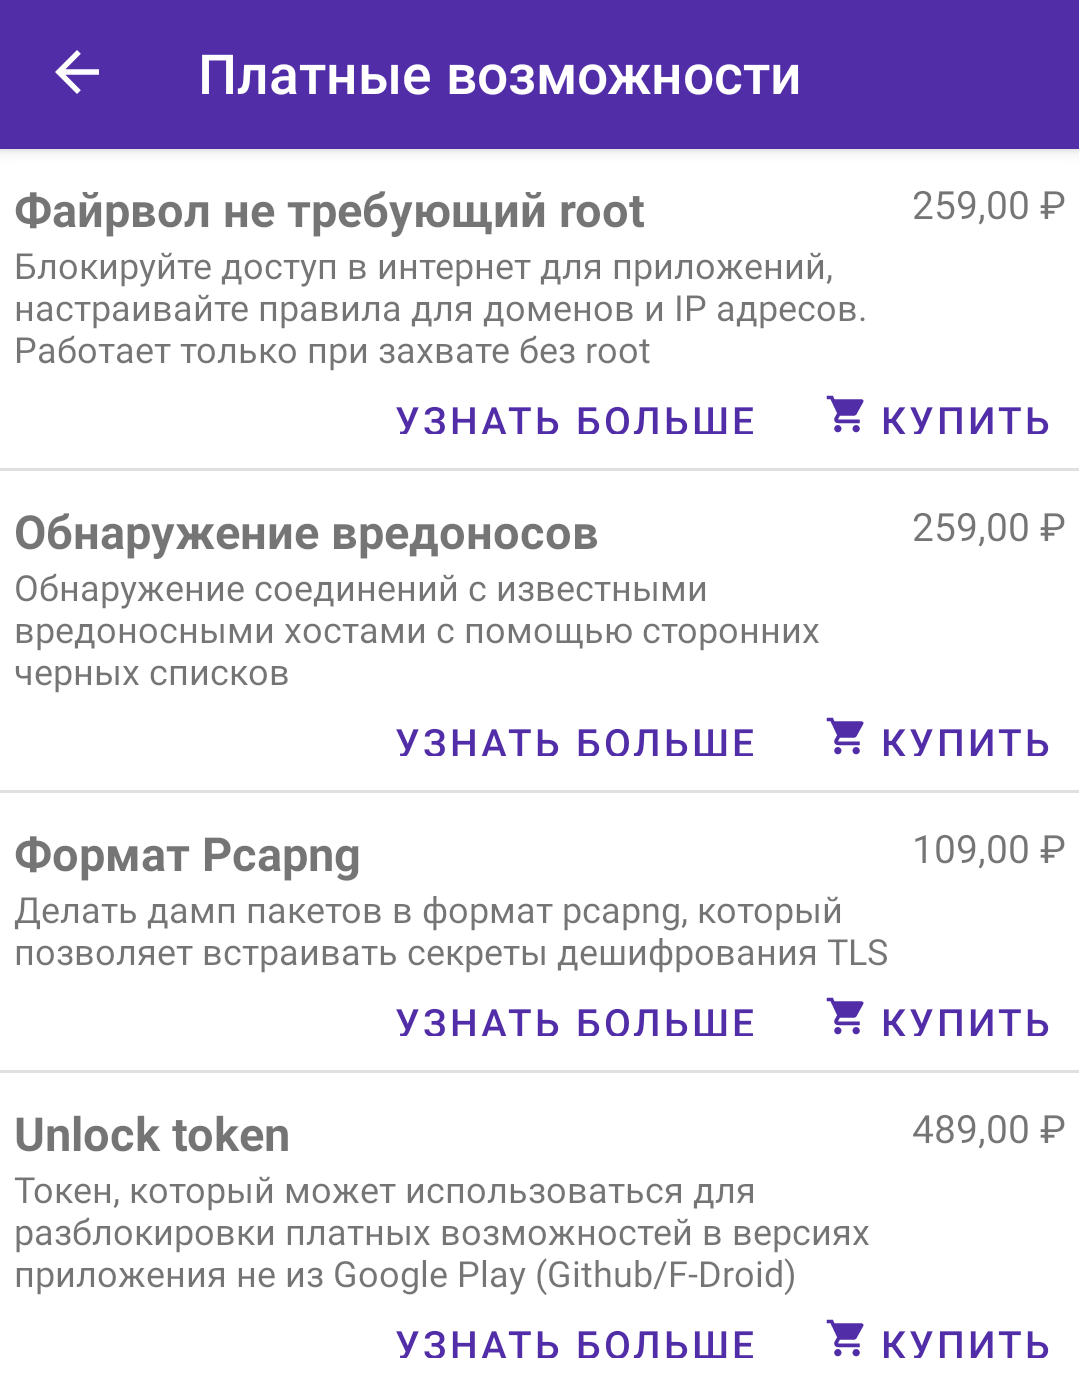 Платные возможности
Файрвол не требующий root
259,00 ₽
Блокируйте доступ в интернет для приложений,
настраивайте правила для доменов и IP адресов.
Работает только при захвате без root
УЗНАТЬ БОЛЬШЕ
КУПИТЬ
Обнаружение вредоносов
259,00 ₽
Обнаружение соединений с известными
вредоносными хостами с помощью сторонних
черных списков
УЗНАТЬ БОЛЬШЕ
КУПИТЬ
Формат Pcapng
109,00 ₽
Делать дамп пакетов в формат pcapng, который
позволяет встраивать секреты дешифрования TLS
УЗНАТЬ БОЛЬШЕ
КУПИТЬ
Unlock token
489,00 ₽
Токен, который может использоваться для
разблокировки платных возможностей в версиях
приложения не из Google Play (Github/F-Droid)
УЗНАТЬ БОЛЬШЕ
КУПИТЬ